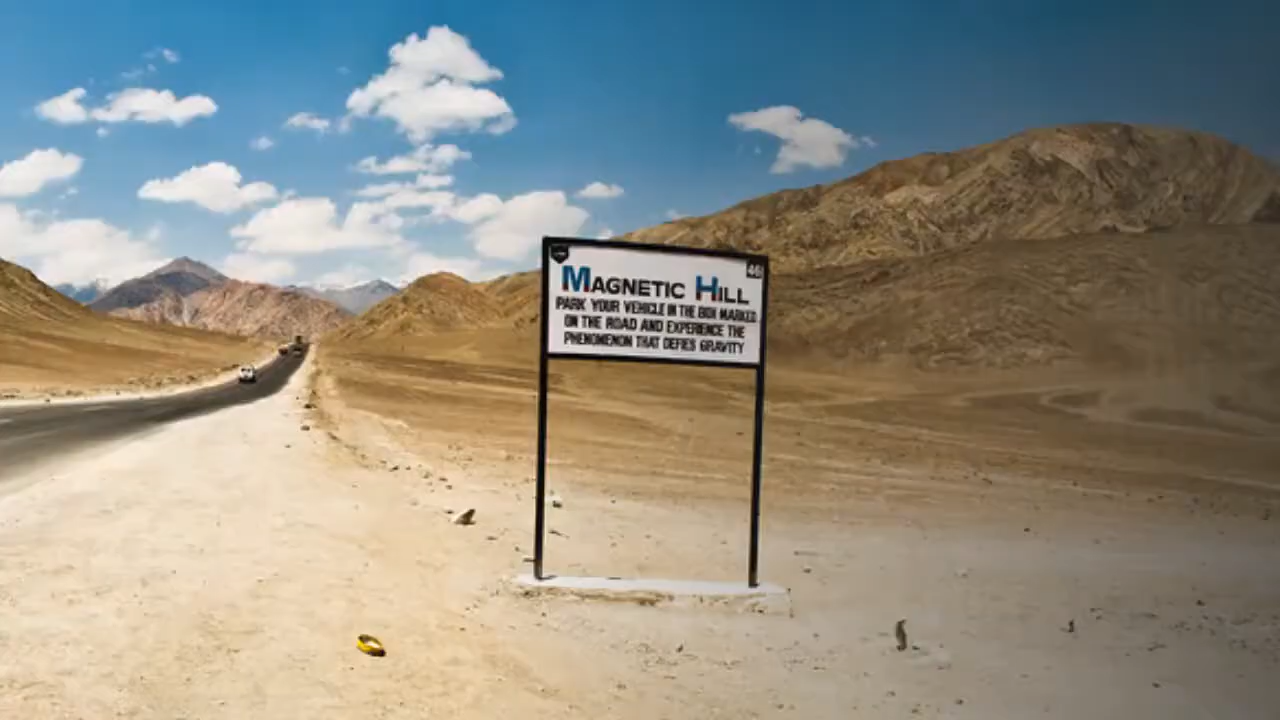 46
MAGNETIC HILL
PARK YOUR VEHICLE IN THE BOX MARKED
ON THE ROAD AND EXPERIENCE THE
PHENOMENON THAT DEFIES GRAVITY